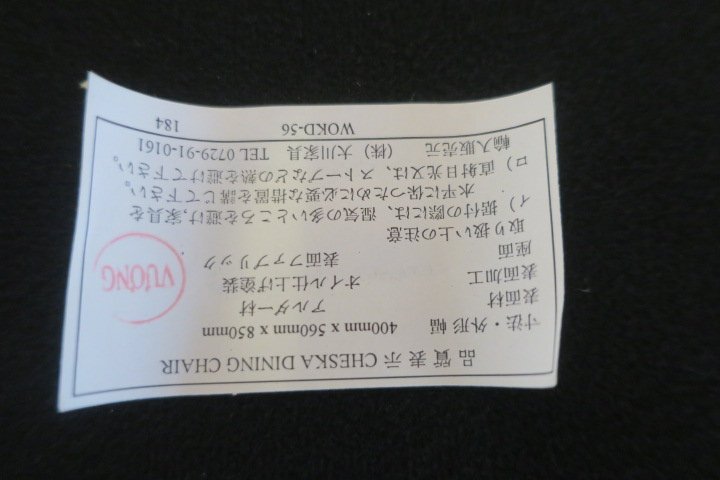 品質表示 CHESKA DINING CHAIR
寸法・外形 幅 400mm x 560mm x 850mm
表面材 アルダー材
表面加工 オイル仕上げ塗装
座面 表面ファブリック
VUONG
取り扱い上の注意
イ) 据付の際には、湿気の多いところを避け,家具を
水平に保つために必要な措置を講じて下さい。
ロ) 直射日光又は、ストーブなどの熱を避けて下さい。
輸入販売元 (株) 大川家具 TEL 0729-91-0161
WOKD-56 184